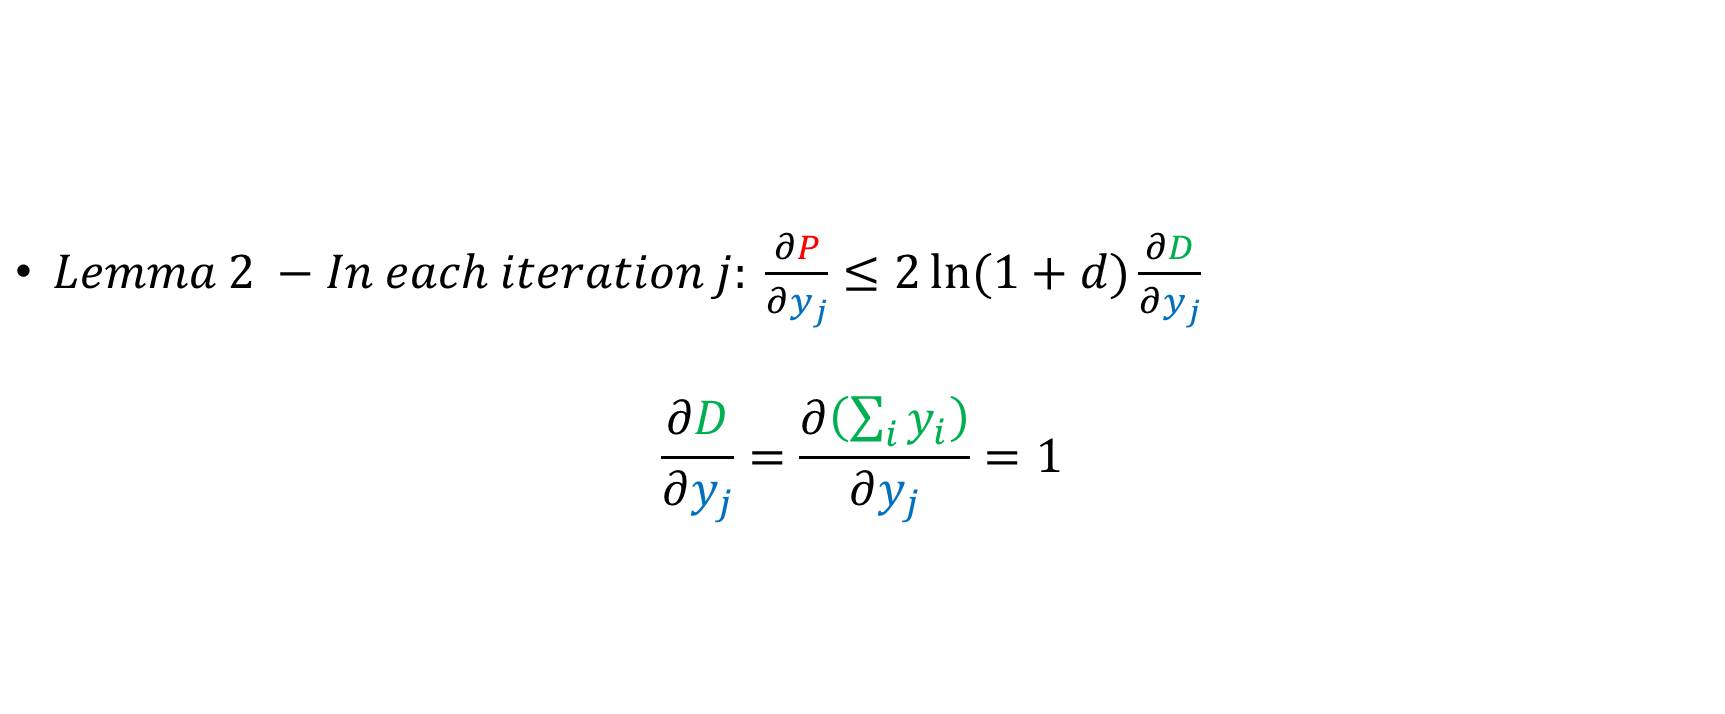 • Lemma 2 − In each iteration j: ∂P/∂y_j ≤ 2 ln(1 + d) ∂D/∂y_j
∂D/∂y_j = ∂(∑_i y_i)/∂y_j = 1